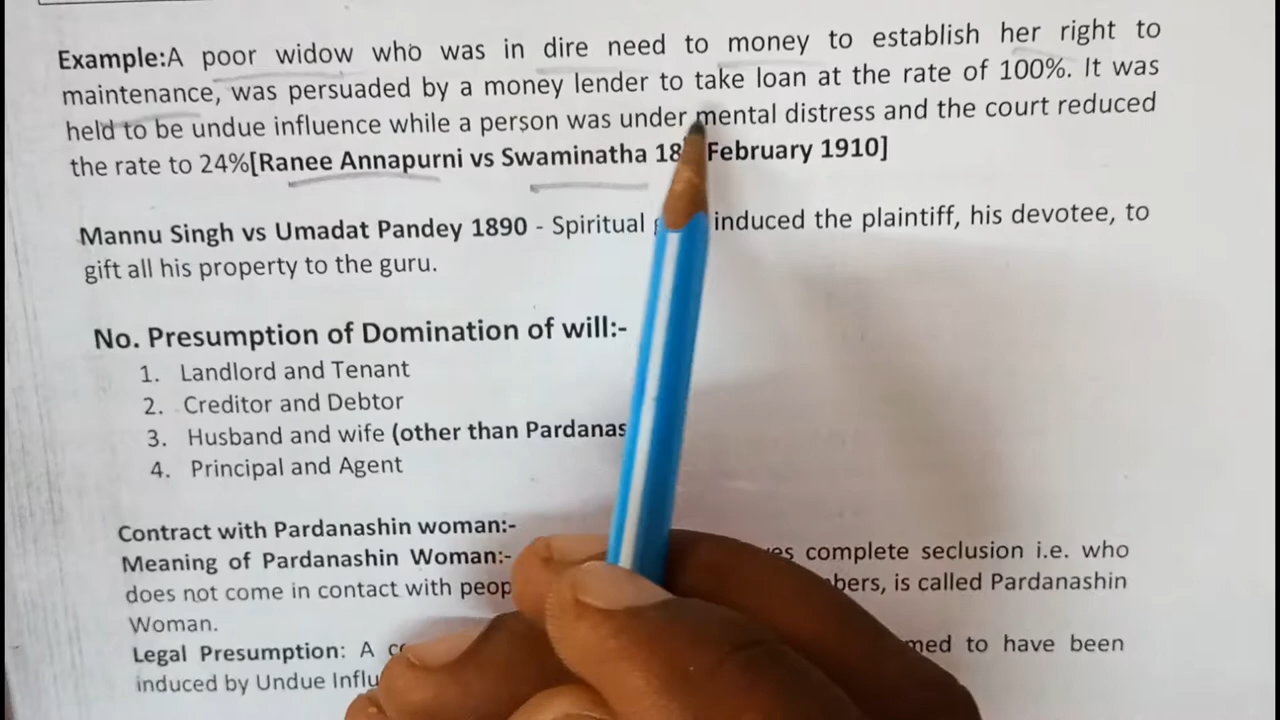 Example:A poor widow who was in dire need to money to establish her right to
maintenance, was persuaded by a money lender to take loan at the rate of 100%. It was
held to be undue influence while a person was under mental distress and the court reduced
the rate to 24%[Ranee Annapurni vs Swaminatha 18 February 1910]
Mannu Singh vs Umadat Pandey 1890 - Spiritual induced the plaintiff, his devotee, to
gift all his property to the guru.
No. Presumption of Domination of will:-
1. Landlord and Tenant
2. Creditor and Debtor
3. Husband and wife (other than
4. Principal and Agent
Contract with Pardanashin woman:-
Meaning of Pardanashin Woman:- complete seclusion i.e. who
does not come in contact with is called Pardanashin
Woman.
Legal Presumption: A to have been
induced by Undue